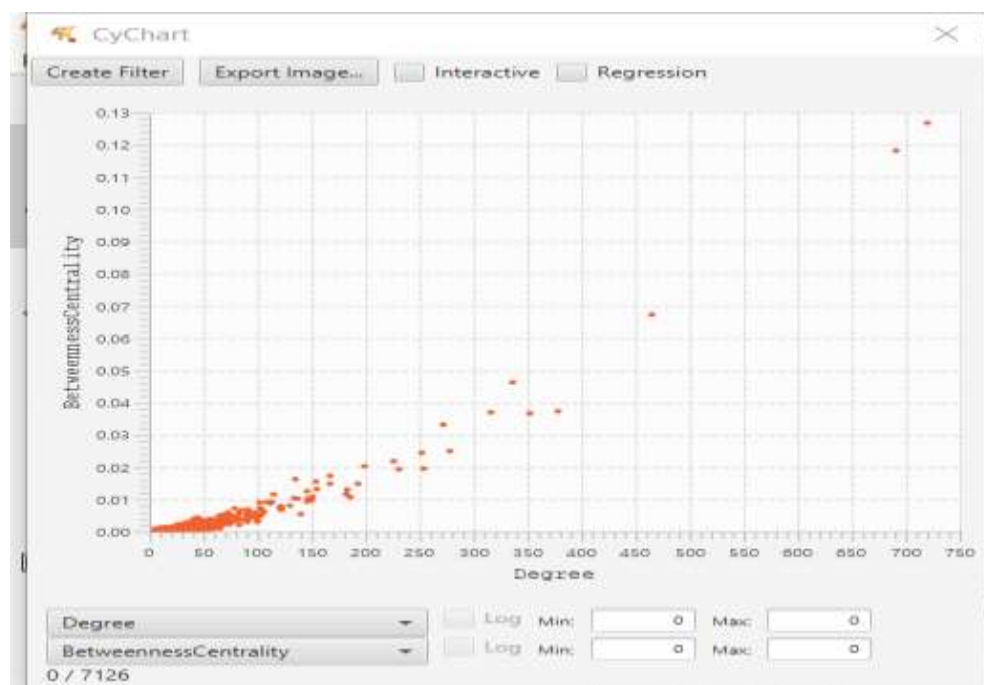 CyChart
Create Filter Export Image... Interactive Regression
0.13
0.12
0.11
0.10
0.09
0.08
0.07
0.06
0.05
0.04
0.03
0.02
0.01
0.00
BetweennessCentrality
0 50 100 150 200 250 300 350 400 450 500 550 600 650 700 750
Degree
Degree Log Min: 0 Max: 0
BetweennessCentrality Log Min: 0 Max: 0
0 / 7126